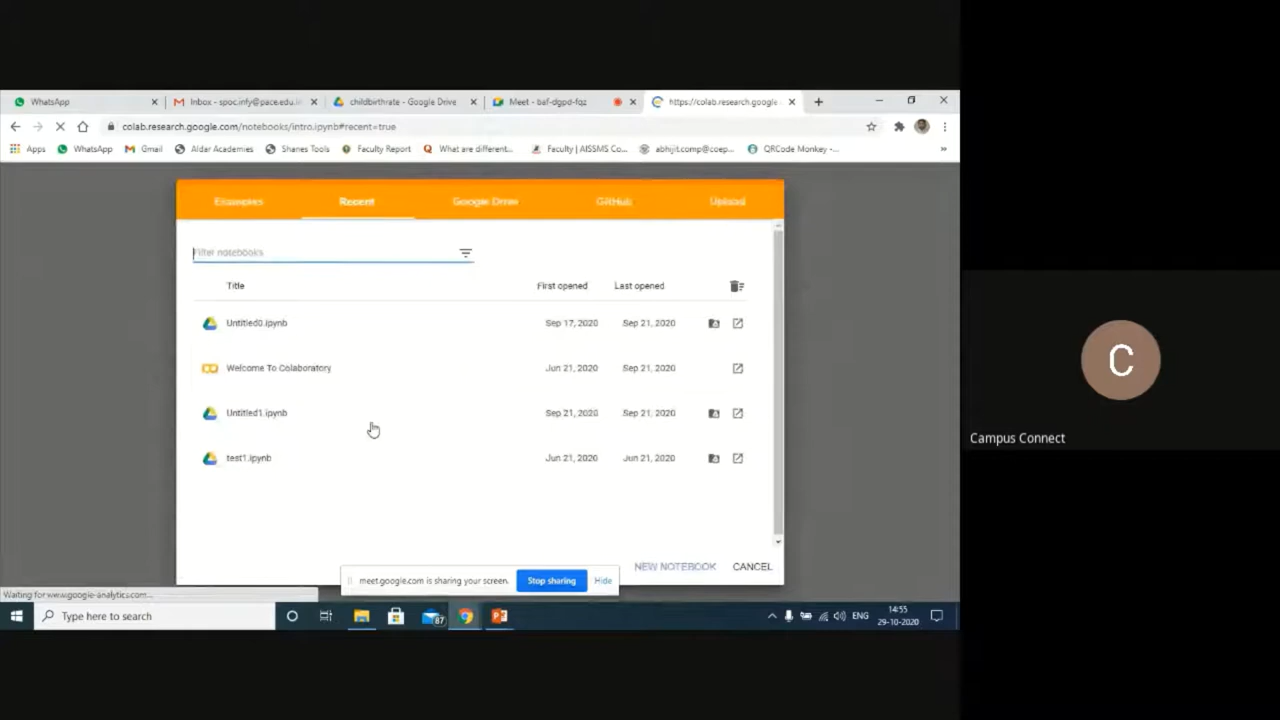 WhatsApp
Inbox - spoc.infy@pace.edu.in
childbirthrate - Google Drive
Meet - baf-dgpd-fqz
https://colab.research.google
colab.research.google.com/notebooks/intro.ipynb#recent=true
Apps WhatsApp Gmail Aldar Academies Shanes Tools Faculty Report What are different... Faculty | AISSMS Co... abhijit.comp@coep... QRCode Monkey -... »
Examples Recent Google Drive GitHub Upload
Filter notebooks
Title First opened Last opened
Untitled0.ipynb Sep 17, 2020 Sep 21, 2020
Welcome To Colaboratory Jun 21, 2020 Sep 21, 2020
Untitled1.ipynb Sep 21, 2020 Sep 21, 2020
test1.ipynb Jun 21, 2020 Jun 21, 2020
C
Campus Connect
NEW NOTEBOOK CANCEL
meet.google.com is sharing your screen. Stop sharing Hide
Waiting for www.google-analytics.com...
Type here to search
87
ENG
14:55
29-10-2020